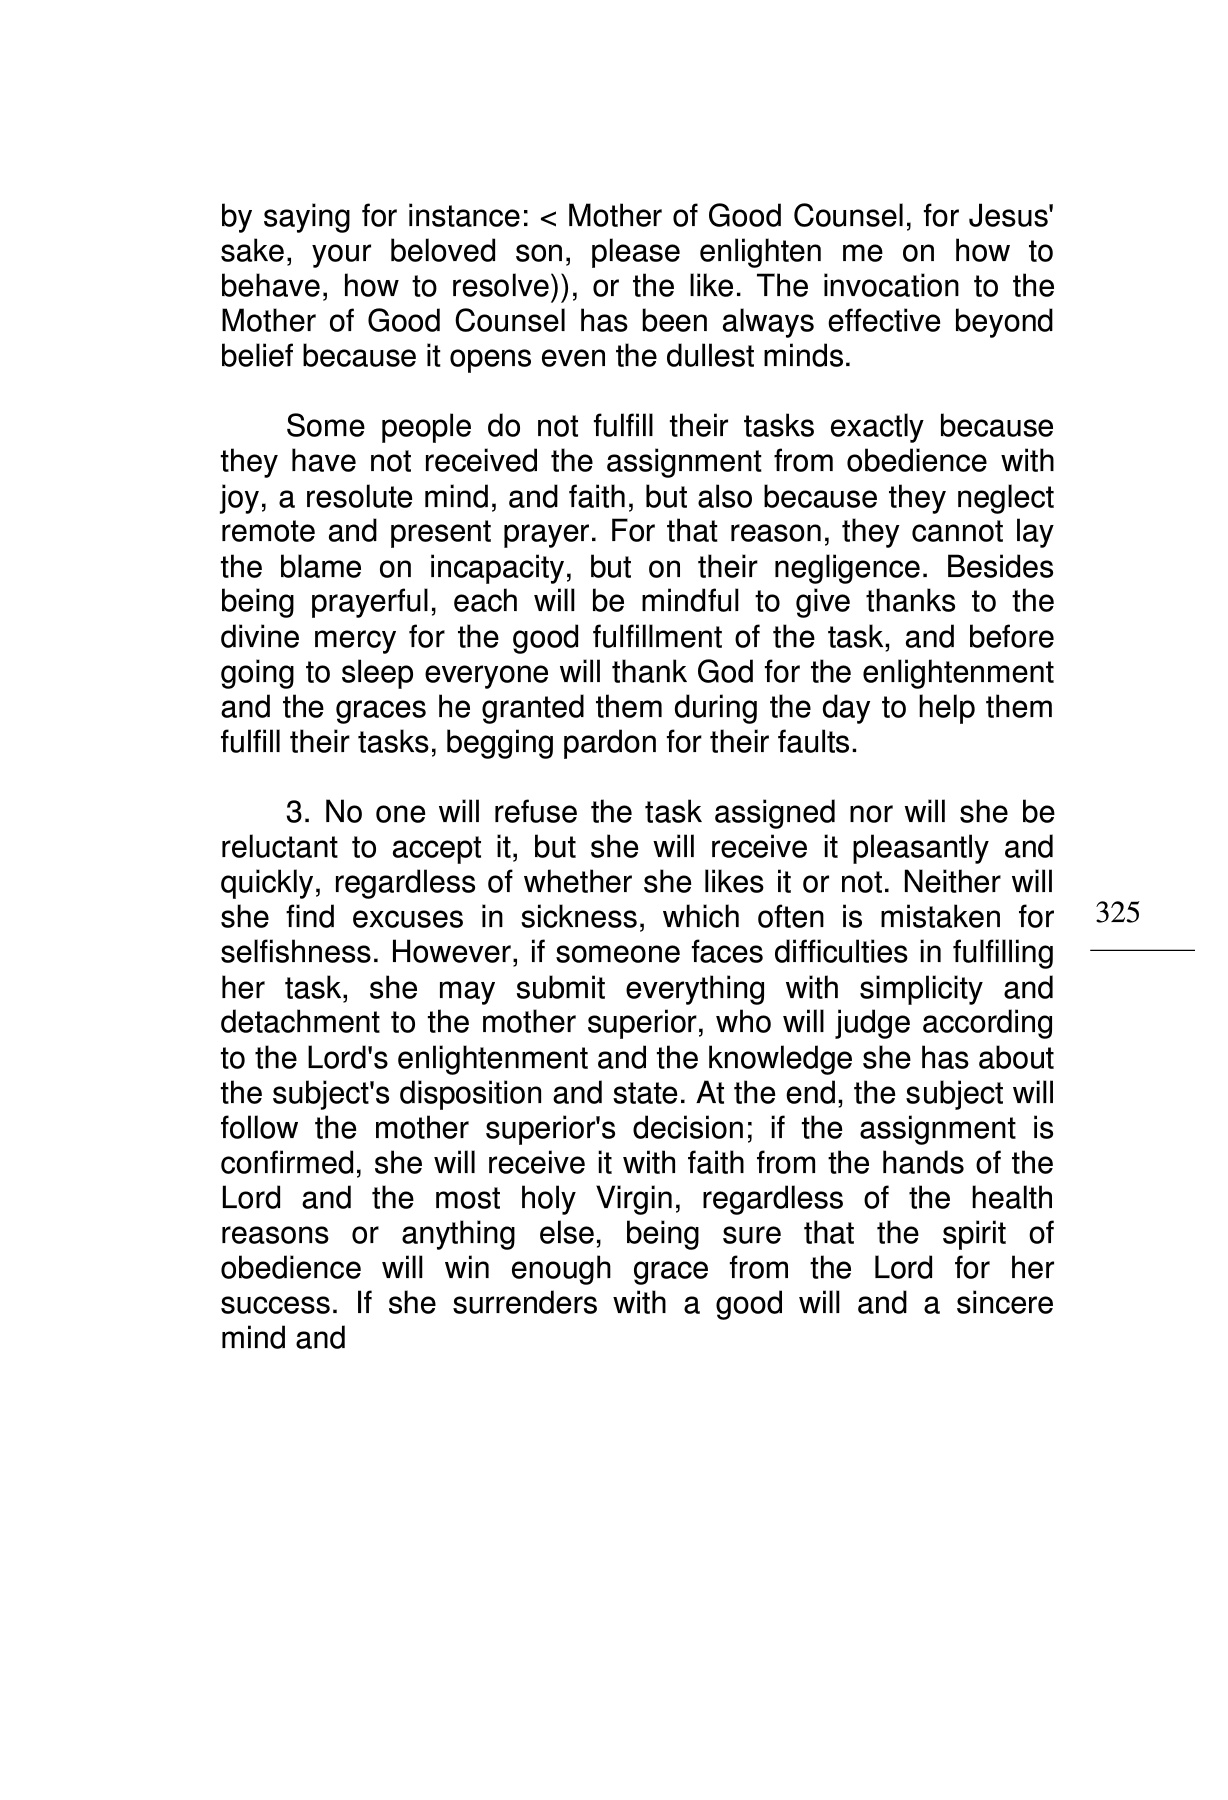 by saying for instance: < Mother of Good Counsel, for Jesus'
sake, your beloved son, please enlighten me on how to
behave, how to resolve)), or the like. The invocation to the
Mother of Good Counsel has been always effective beyond
belief because it opens even the dullest minds.
Some people do not fulfill their tasks exactly because
they have not received the assignment from obedience with
joy, a resolute mind, and faith, but also because they neglect
remote and present prayer. For that reason, they cannot lay
the blame on incapacity, but on their negligence. Besides
being prayerful, each will be mindful to give thanks to the
divine mercy for the good fulfillment of the task, and before
going to sleep everyone will thank God for the enlightenment
and the graces he granted them during the day to help them
fulfill their tasks, begging pardon for their faults.
3. No one will refuse the task assigned nor will she be
reluctant to accept it, but she will receive it pleasantly and
quickly, regardless of whether she likes it or not. Neither will
she find excuses in sickness, which often is mistaken for
selfishness. However, if someone faces difficulties in fulfilling
her task, she may submit everything with simplicity and
detachment to the mother superior, who will judge according
to the Lord's enlightenment and the knowledge she has about
the subject's disposition and state. At the end, the subject will
follow the mother superior's decision; if the assignment is
confirmed, she will receive it with faith from the hands of the
Lord and the most holy Virgin, regardless of the health
reasons or anything else, being sure that the spirit of
obedience will win enough grace from the Lord for her
success. If she surrenders with a good will and a sincere
mind and
325